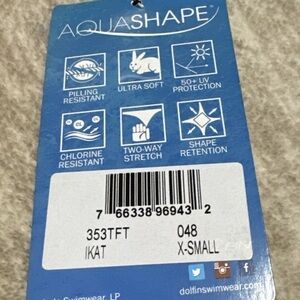 AQUASHAPE
PILLING RESISTANT
ULTRA SOFT
50+ UV PROTECTION
CHLORINE RESISTANT
TWO-WAY STRETCH
SHAPE RETENTION
7 66338 96943 2
353TFT 048
IKAT X-SMALL
Swimwear, LP
dolfinswimwear.com